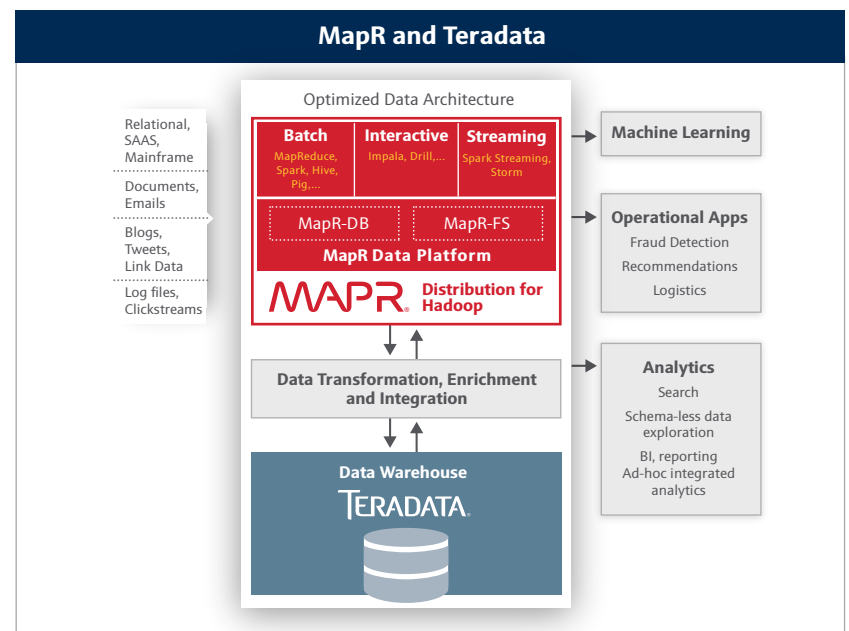 MapR and Teradata
Relational,
SAAS,
Mainframe
Documents,
Emails
Blogs,
Tweets,
Link Data
Log files,
Clickstreams
Optimized Data Architecture
Batch
MapReduce,
Spark, Hive,
Pig,...
Interactive
Impala, Drill,...
Streaming
Spark Streaming,
Storm
MapR-DB
MapR-FS
MapR Data Platform
MAPR®
Distribution for
Hadoop
Data Transformation, Enrichment
and Integration
Data Warehouse
TERADATA®
Machine Learning
Operational Apps
Fraud Detection
Recommendations
Logistics
Analytics
Search
Schema-less data
exploration
BI, reporting
Ad-hoc integrated
analytics